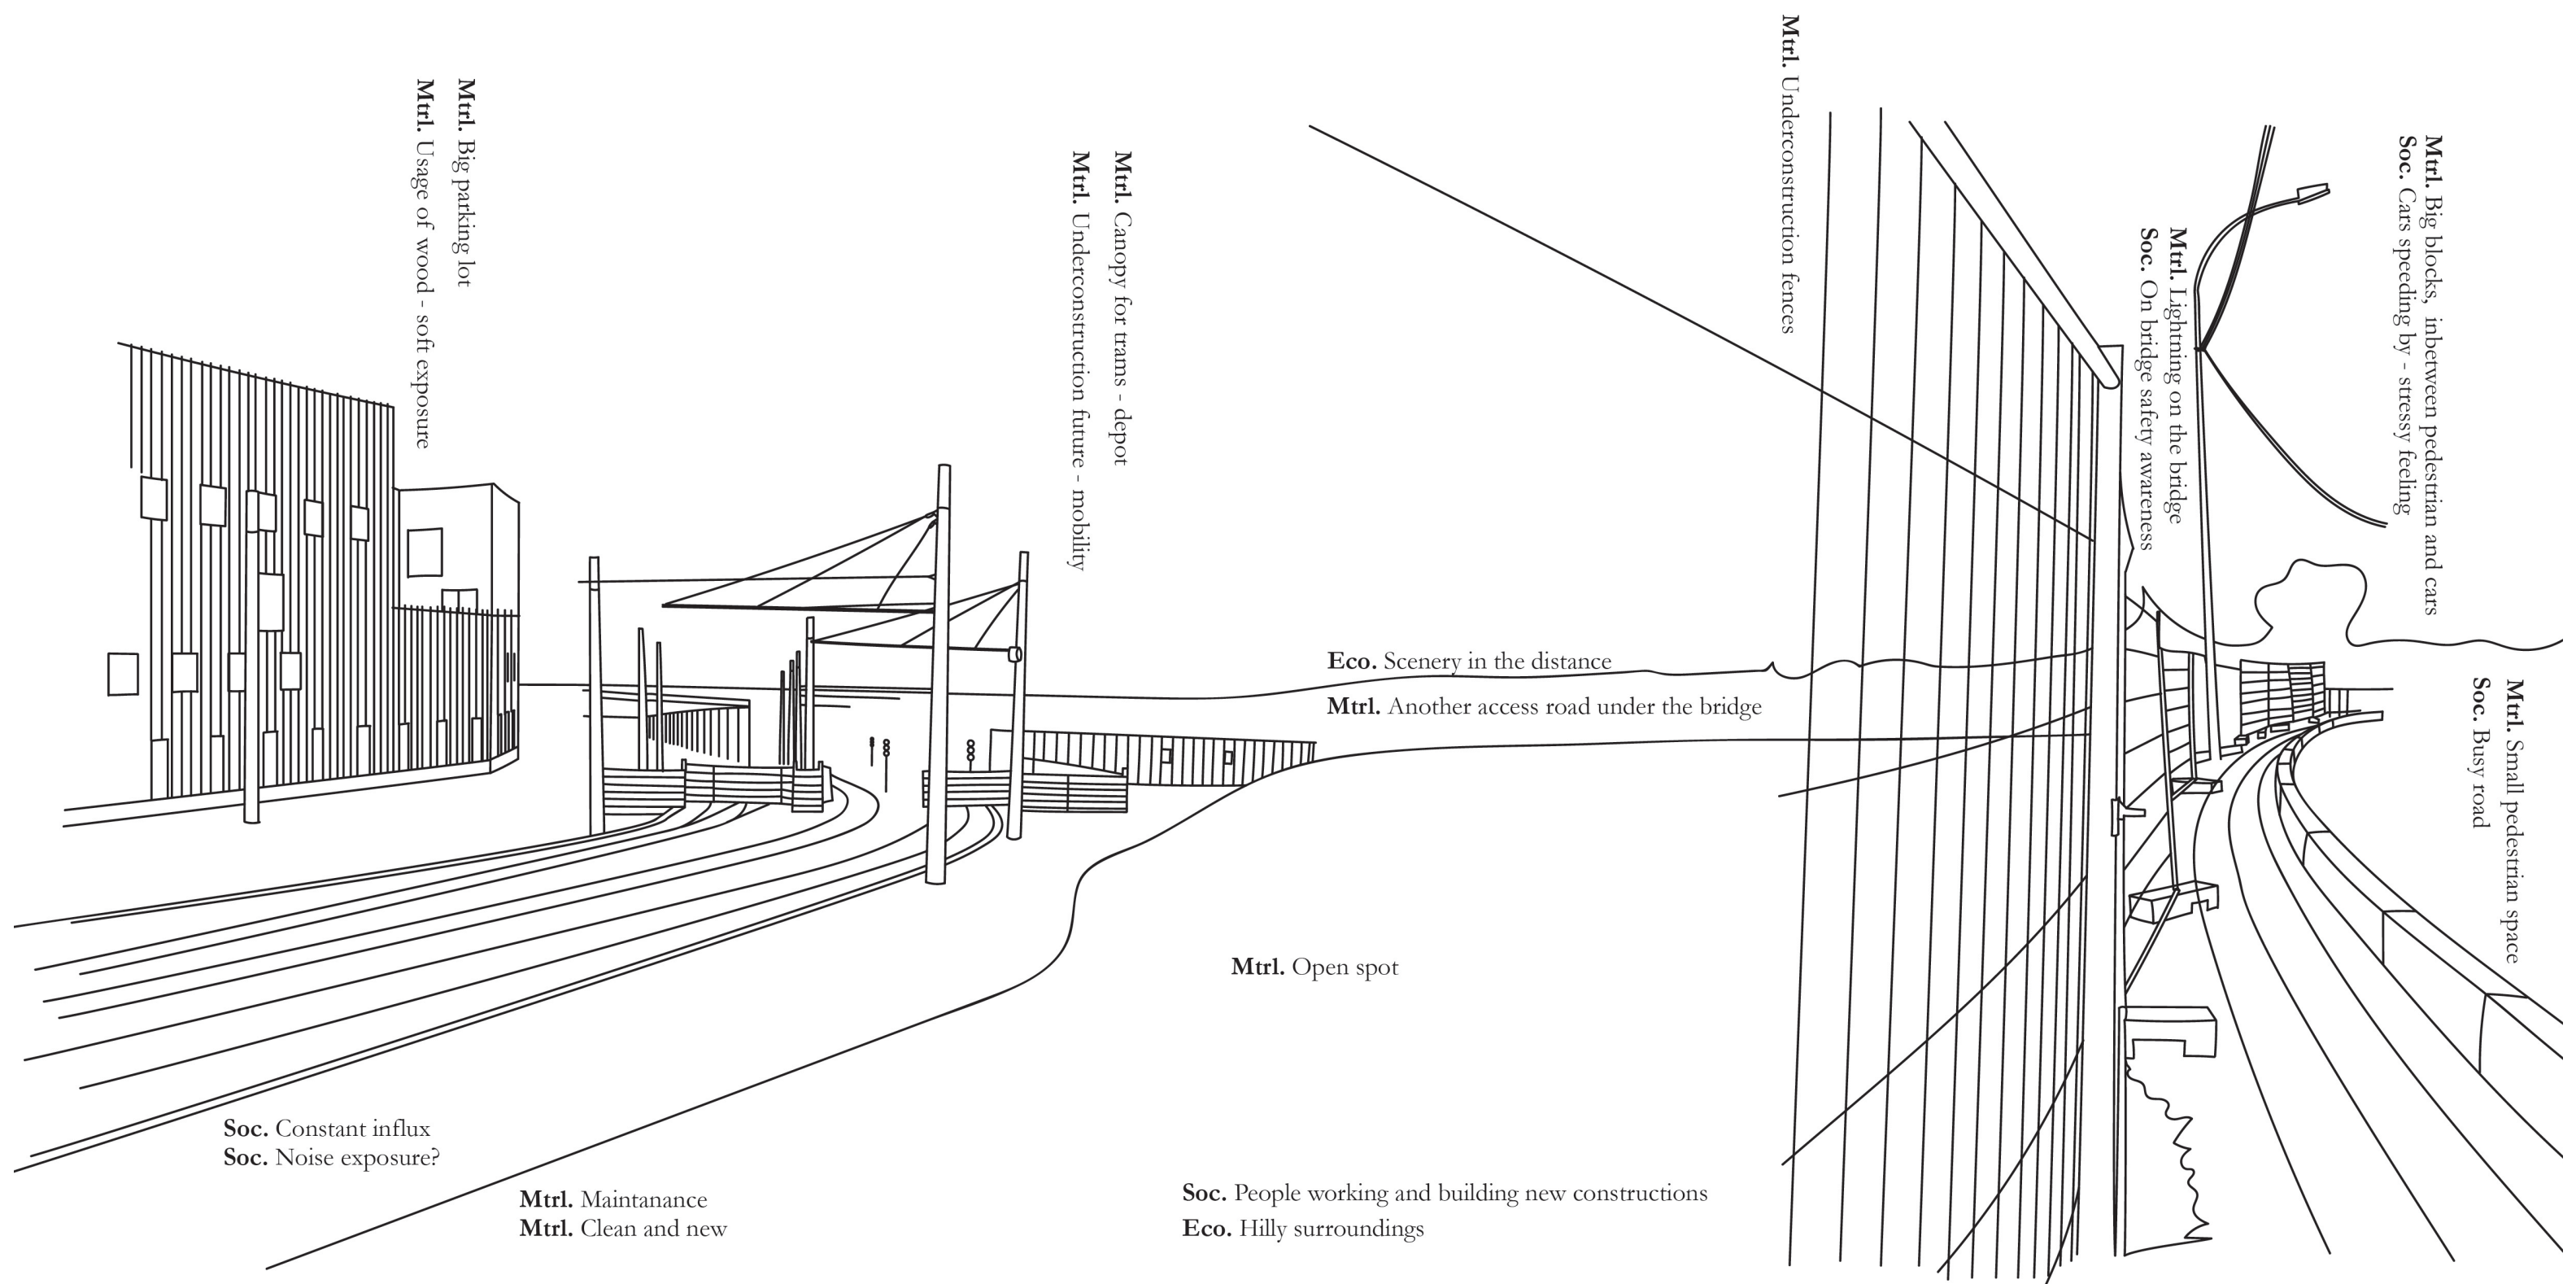 Mtrl. Big parking lot
Mtrl. Usage of wood - soft exposure
Mtrl. Canopy for trams - depot
Mtrl. Underconstruction future - mobility
Mtrl. Underconstruction fences
Mtrl. Lightning on the bridge
Soc. On bridge safety awareness
Mtrl. Big blocks, inbetween pedestrian and cars
Soc. Cars speeding by - stressy feeling
Eco. Scenery in the distance
Mtrl. Another access road under the bridge
Mtrl. Small pedestrian space
Soc. Busy road
Mtrl. Open spot
Soc. Constant influx
Soc. Noise exposure?
Mtrl. Maintanance
Mtrl. Clean and new
Soc. People working and building new constructions
Eco. Hilly surroundings